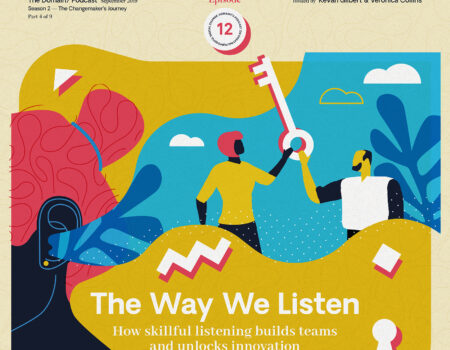 The Domain7 Podcast September 2019
Season 2 – The Changemaker's Journey
Part 4 of 9
Episode
12
Hosted by Kevan Gilbert & Veronica Collins
The Way We Listen
How skillful listening builds teams
and unlocks innovation